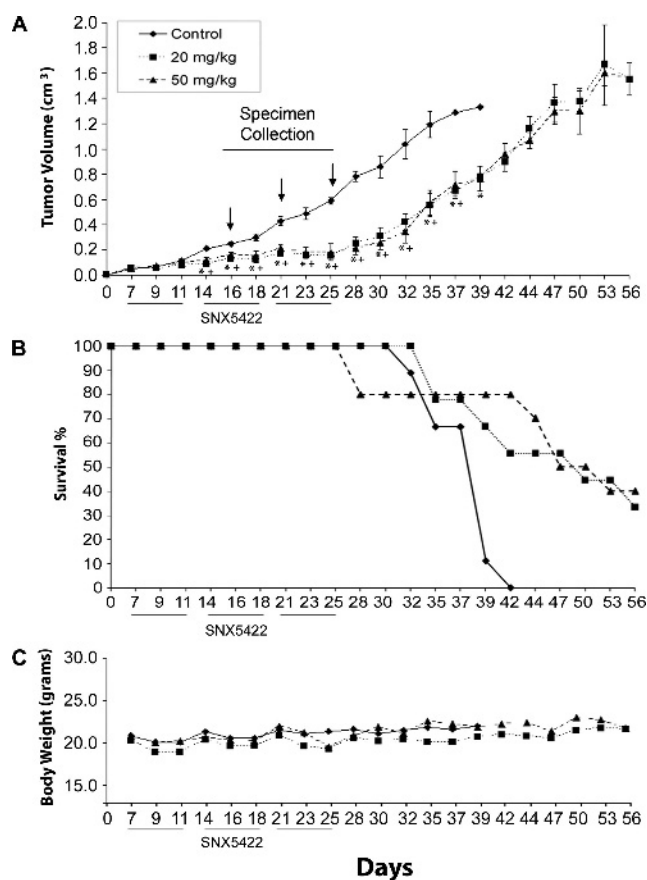 A
Tumor Volume (cm³)
2.0
1.8
1.6
1.4
1.2
1.0
0.8
0.6
0.4
0.2
0.0
Control
20 mg/kg
50 mg/kg
Specimen
Collection
*+ *+ *+ *+ *+ *+ *+ *+ *+ *+ *+ *
0 7 9 11 14 16 18 21 23 25 28 30 32 35 37 39 42 44 47 50 53 56
SNX5422
B
Survival %
100
90
80
70
60
50
40
30
20
10
0
0 7 9 11 14 16 18 21 23 25 28 30 32 35 37 39 42 44 47 50 53 56
SNX5422
C
Body Weight (grams)
30.0
25.0
20.0
15.0
0 7 9 11 14 16 18 21 23 25 28 30 32 35 37 39 42 44 47 50 53 56
SNX5422
Days